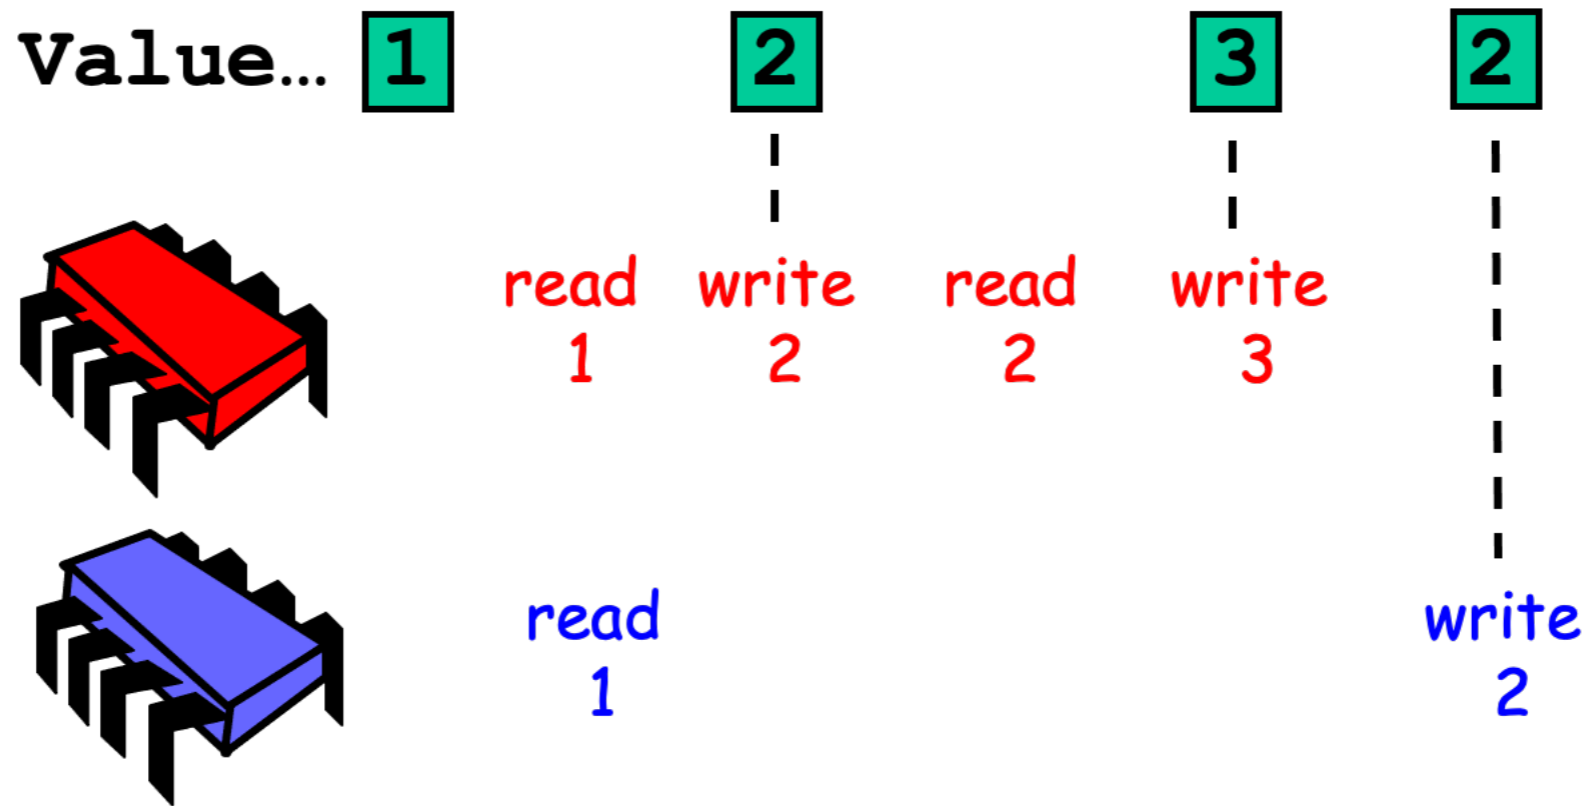 Value… 1 2 3 2
read write read write
1 2 2 3
read write
1 2